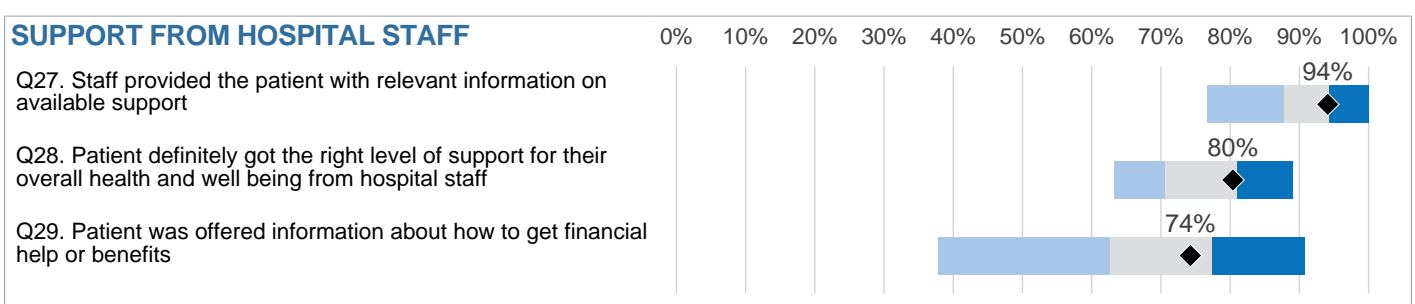 SUPPORT FROM HOSPITAL STAFF
0% 10% 20% 30% 40% 50% 60% 70% 80% 90% 100%
Q27. Staff provided the patient with relevant information on
available support
94%
Q28. Patient definitely got the right level of support for their
overall health and well being from hospital staff
80%
Q29. Patient was offered information about how to get financial
help or benefits
74%